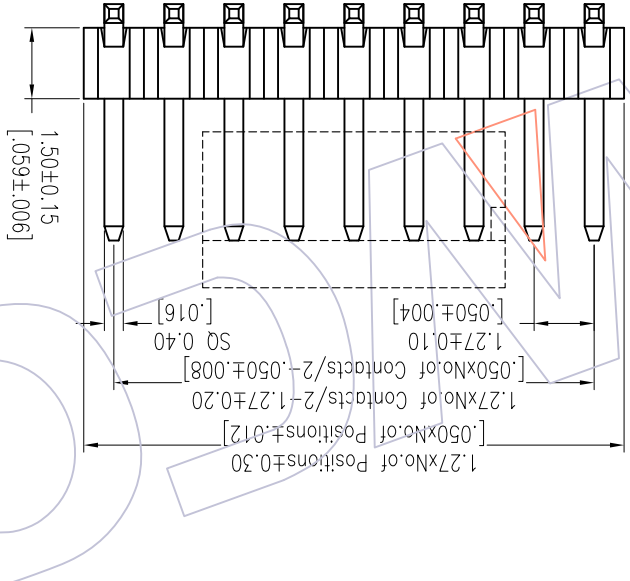 1.27xNo.of Positions±0.30
[.050xNo.of Positions±.012]
1.27xNo.of Contacts/2-1.27±0.20
[.050xNo.of Contacts/2-.050±.008]
1.27±0.10
[.050±.004]
SQ 0.40
[.016]
1.50±0.15
[.059±.006]